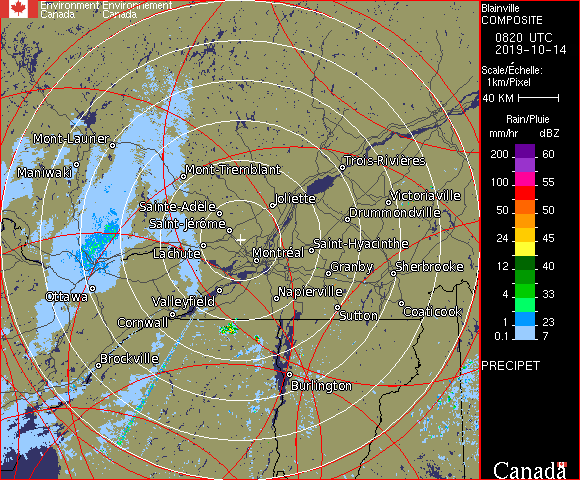 Environment Environnement
Canada Canada
Blainville
COMPOSITE
0820 UTC
2019-10-14
Scale/Échelle:
1km/Pixel
40 KM
Rain/Pluie
mm/hr dBZ
200 60
100 55
50 50
24 45
12 40
4 33
1 23
0.1 7
PRECIPET
Canada
Mont-Laurier
Maniwaki
Mont-Tremblant
Trois-Rivières
Joliette
Victoriaville
Sainte-Adèle
Drummondville
Saint-Jérôme
Saint-Hyacinthe
Lachute
Montréal
Granby
Sherbrooke
Ottawa
Valleyfield
Napierville
Cornwall
Sutton
Coaticook
Brockville
Burlington